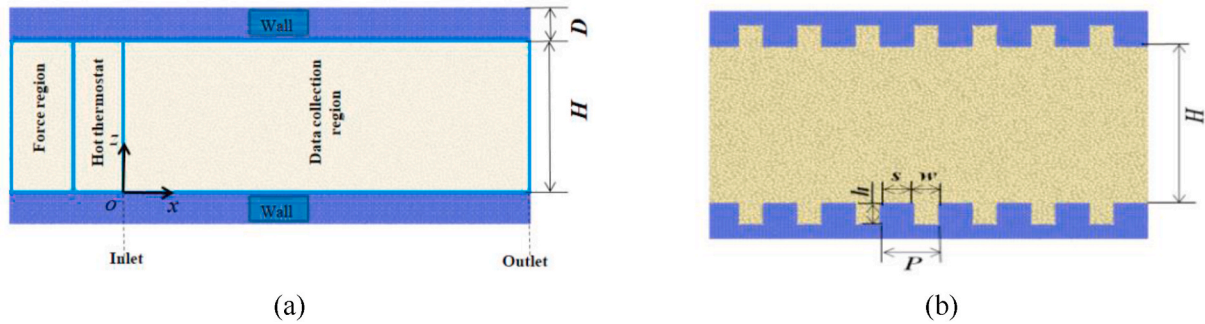 Wall
D
Force region
Hot thermostat
Data collection
region
H
z
o
x
Wall
Inlet
Outlet
(a)
H
h
s
w
P
(b)